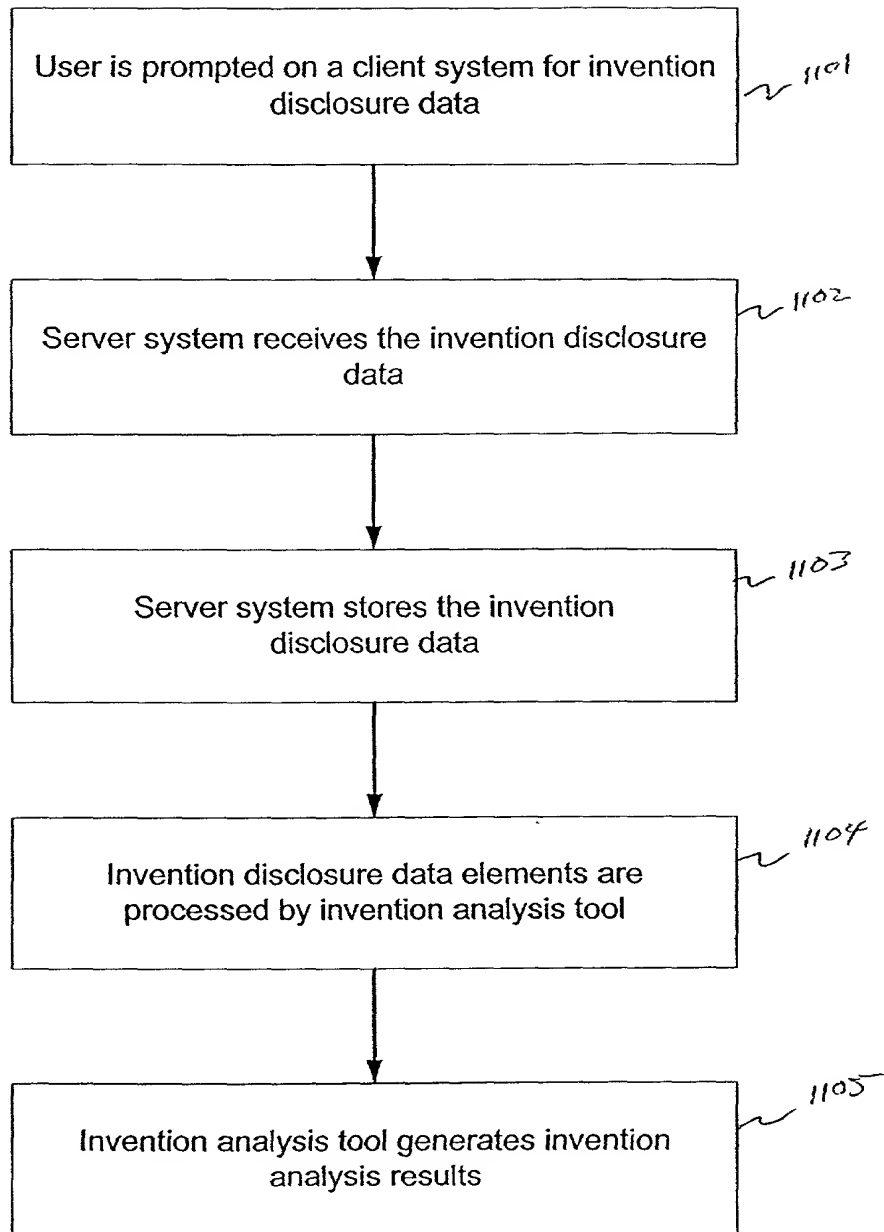 User is prompted on a client system for invention
disclosure data
1101
Server system receives the invention disclosure
data
1102
Server system stores the invention
disclosure data
1103
Invention disclosure data elements are
processed by invention analysis tool
1104
Invention analysis tool generates invention
analysis results
1105